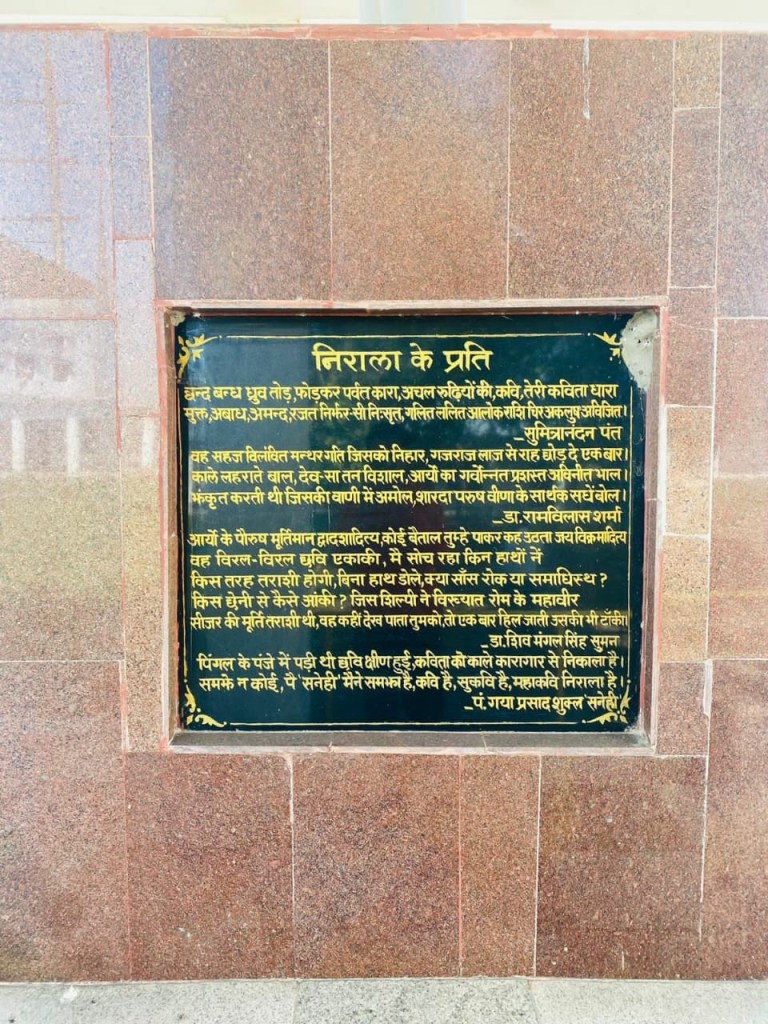 निराला के प्रति
छन्द बन्ध ध्रुव तोड़,फोड़कर पर्वत कारा,अचल रूढ़ियों की,कवि,तेरी कविता धारा
मुक्त,अबाध,अमन्द,रजत निर्झर-सी निःसृत, गलित ललित आलोक राशि चिर अकलुष अविजित।
_सुमित्रानंदन पंत
वह सहज विलंवित मन्थर गति जिसको निहार, गजराज लाज से राह छोड़ दे एक बार।
काले लहराते बाल, देव-सा तन विशाल, आर्यो का गर्वोन्नत प्रशस्त अविनीत भाल
झंकृत करती थी जिसकी वाणी में अमोल,शारदा परुष वीणा के सार्थक सधे बोल।
_डा.रामविलास शर्मा
आर्यो के पौरुष मूर्तिमान द्वादशादित्य,कोई बैताल तुम्हे पाकर कह उठता जय विक्रमादित्य
वह विरल-विरल छवि एकाकी, मै सोच रहा किन हाथों नें
किस तरह तराशी होगी,बिना हाथ डोले,क्या साँस रोक या समाधिस्थ ?
किस छेनी से कैसे आंकी ? जिस शिल्पी ने विख्यात रोम के महावीर
सीजर की मूर्ति तराशी थी,वह कहीं देख पाता तुमको,तो एक बार हिल जाती उसकी भी टाँकी।
_डा.शिव मंगल सिंह सुमन
पिंगल के पंजे में पड़ी थी छवि क्षीण हुई,कविता को काले कारागार से निकाला है।
समझे न कोई, पै 'सनेही' मैने समझा है,कवि है, सुकवि है,महाकवि निराला है।
_पं.गया प्रसाद शुक्ल 'सनेही'